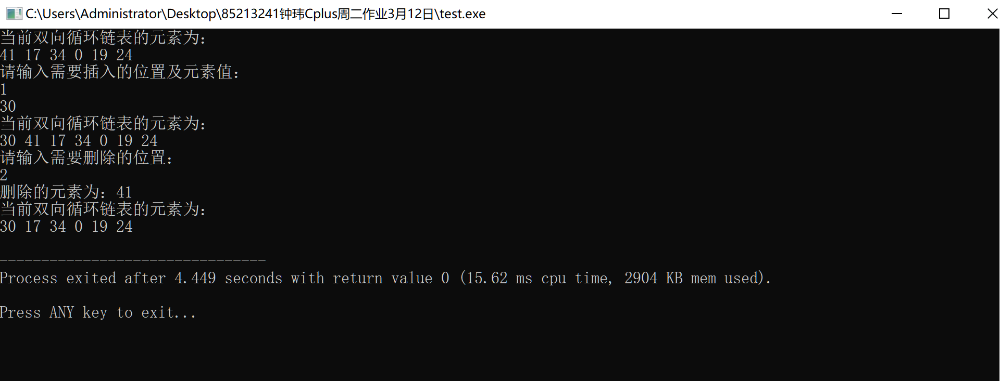 C:\Users\Administrator\Desktop\85213241钟玮Cplus周二作业3月12日\test.exe
当前双向循环链表的元素为：
41 17 34 0 19 24
请输入需要插入的位置及元素值：
1
30
当前双向循环链表的元素为：
30 41 17 34 0 19 24
请输入需要删除的位置：
2
删除的元素为：41
当前双向循环链表的元素为：
30 17 34 0 19 24
--------------------------------
Process exited after 4.449 seconds with return value 0 (15.62 ms cpu time, 2904 KB mem used).
Press ANY key to exit...